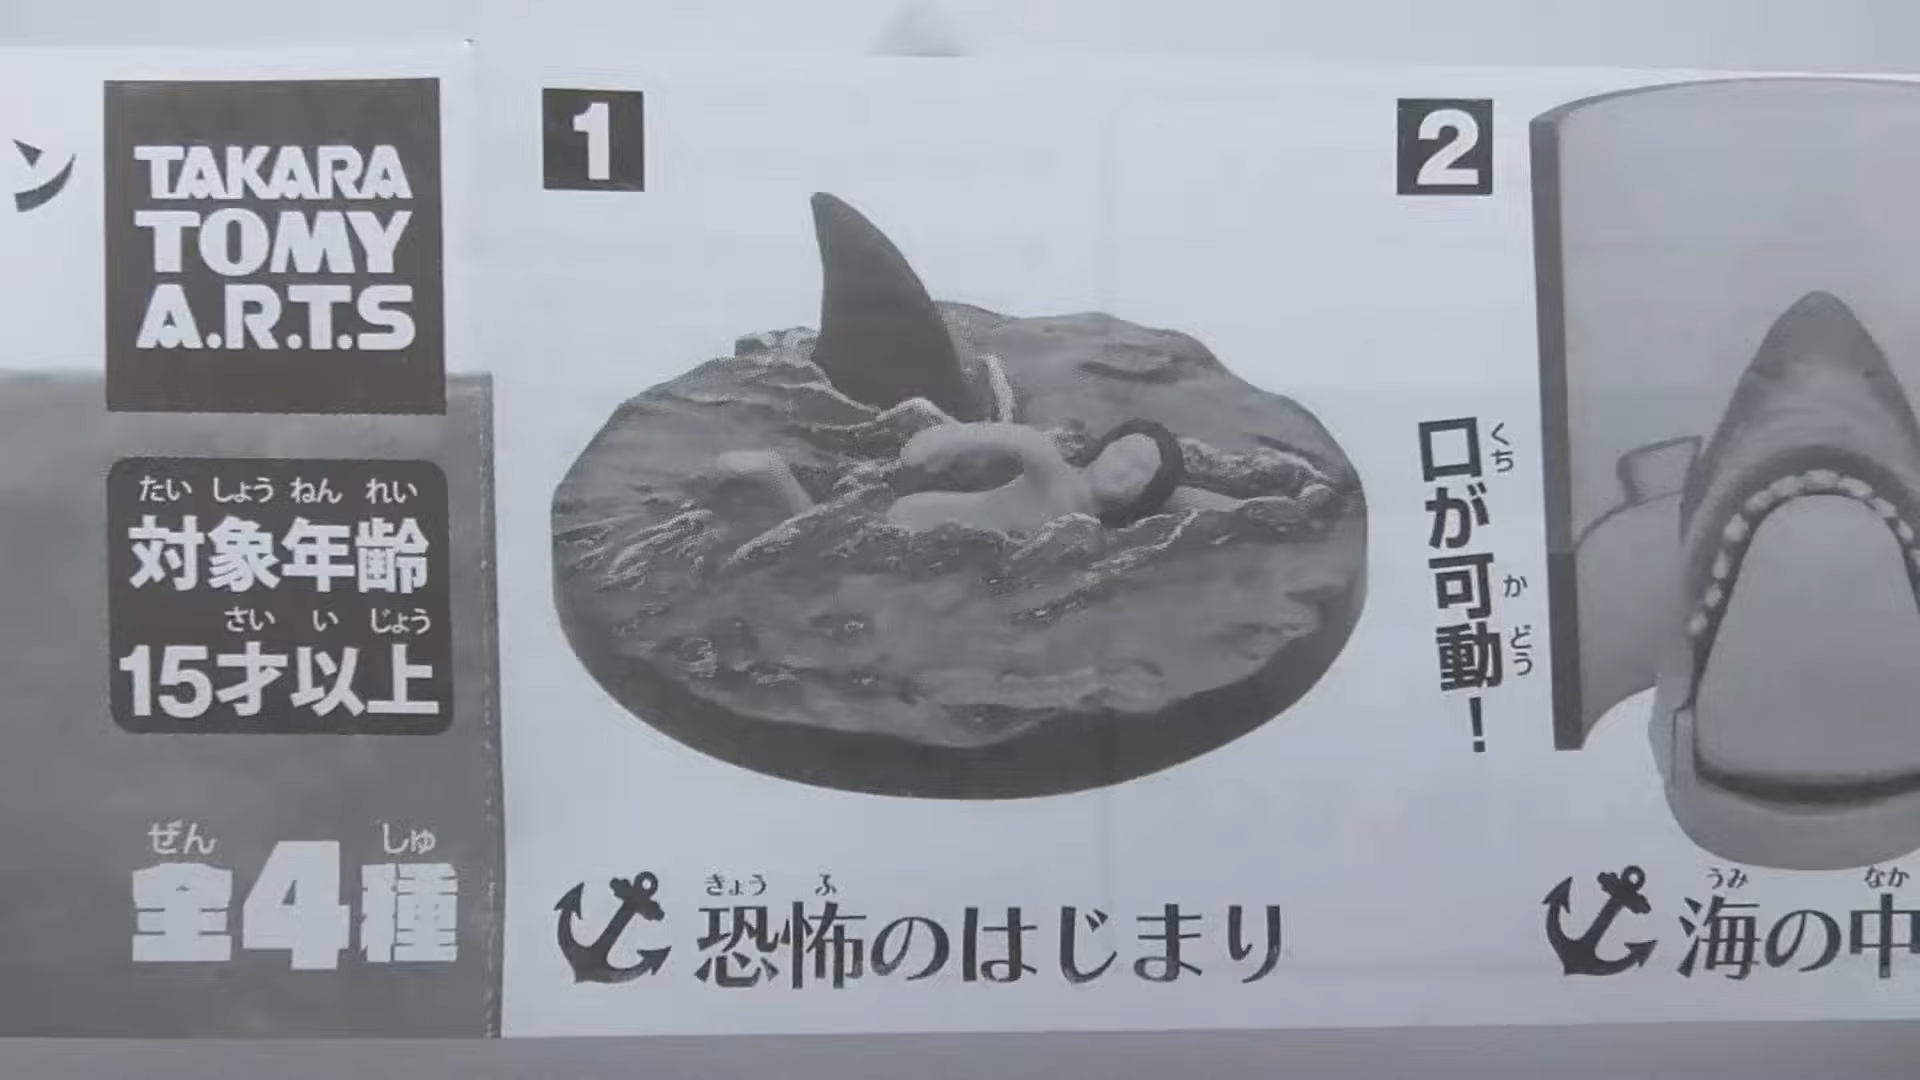 ン
TAKARA
TOMY
A.R.T.S
たいしょうねんれい
対象年齢
さいいじょう
15才以上
ぜん しゅ
全4種
1
きょうふ
恐怖のはじまり
2
くち かどう
口が可動!
うみ なか
海の中